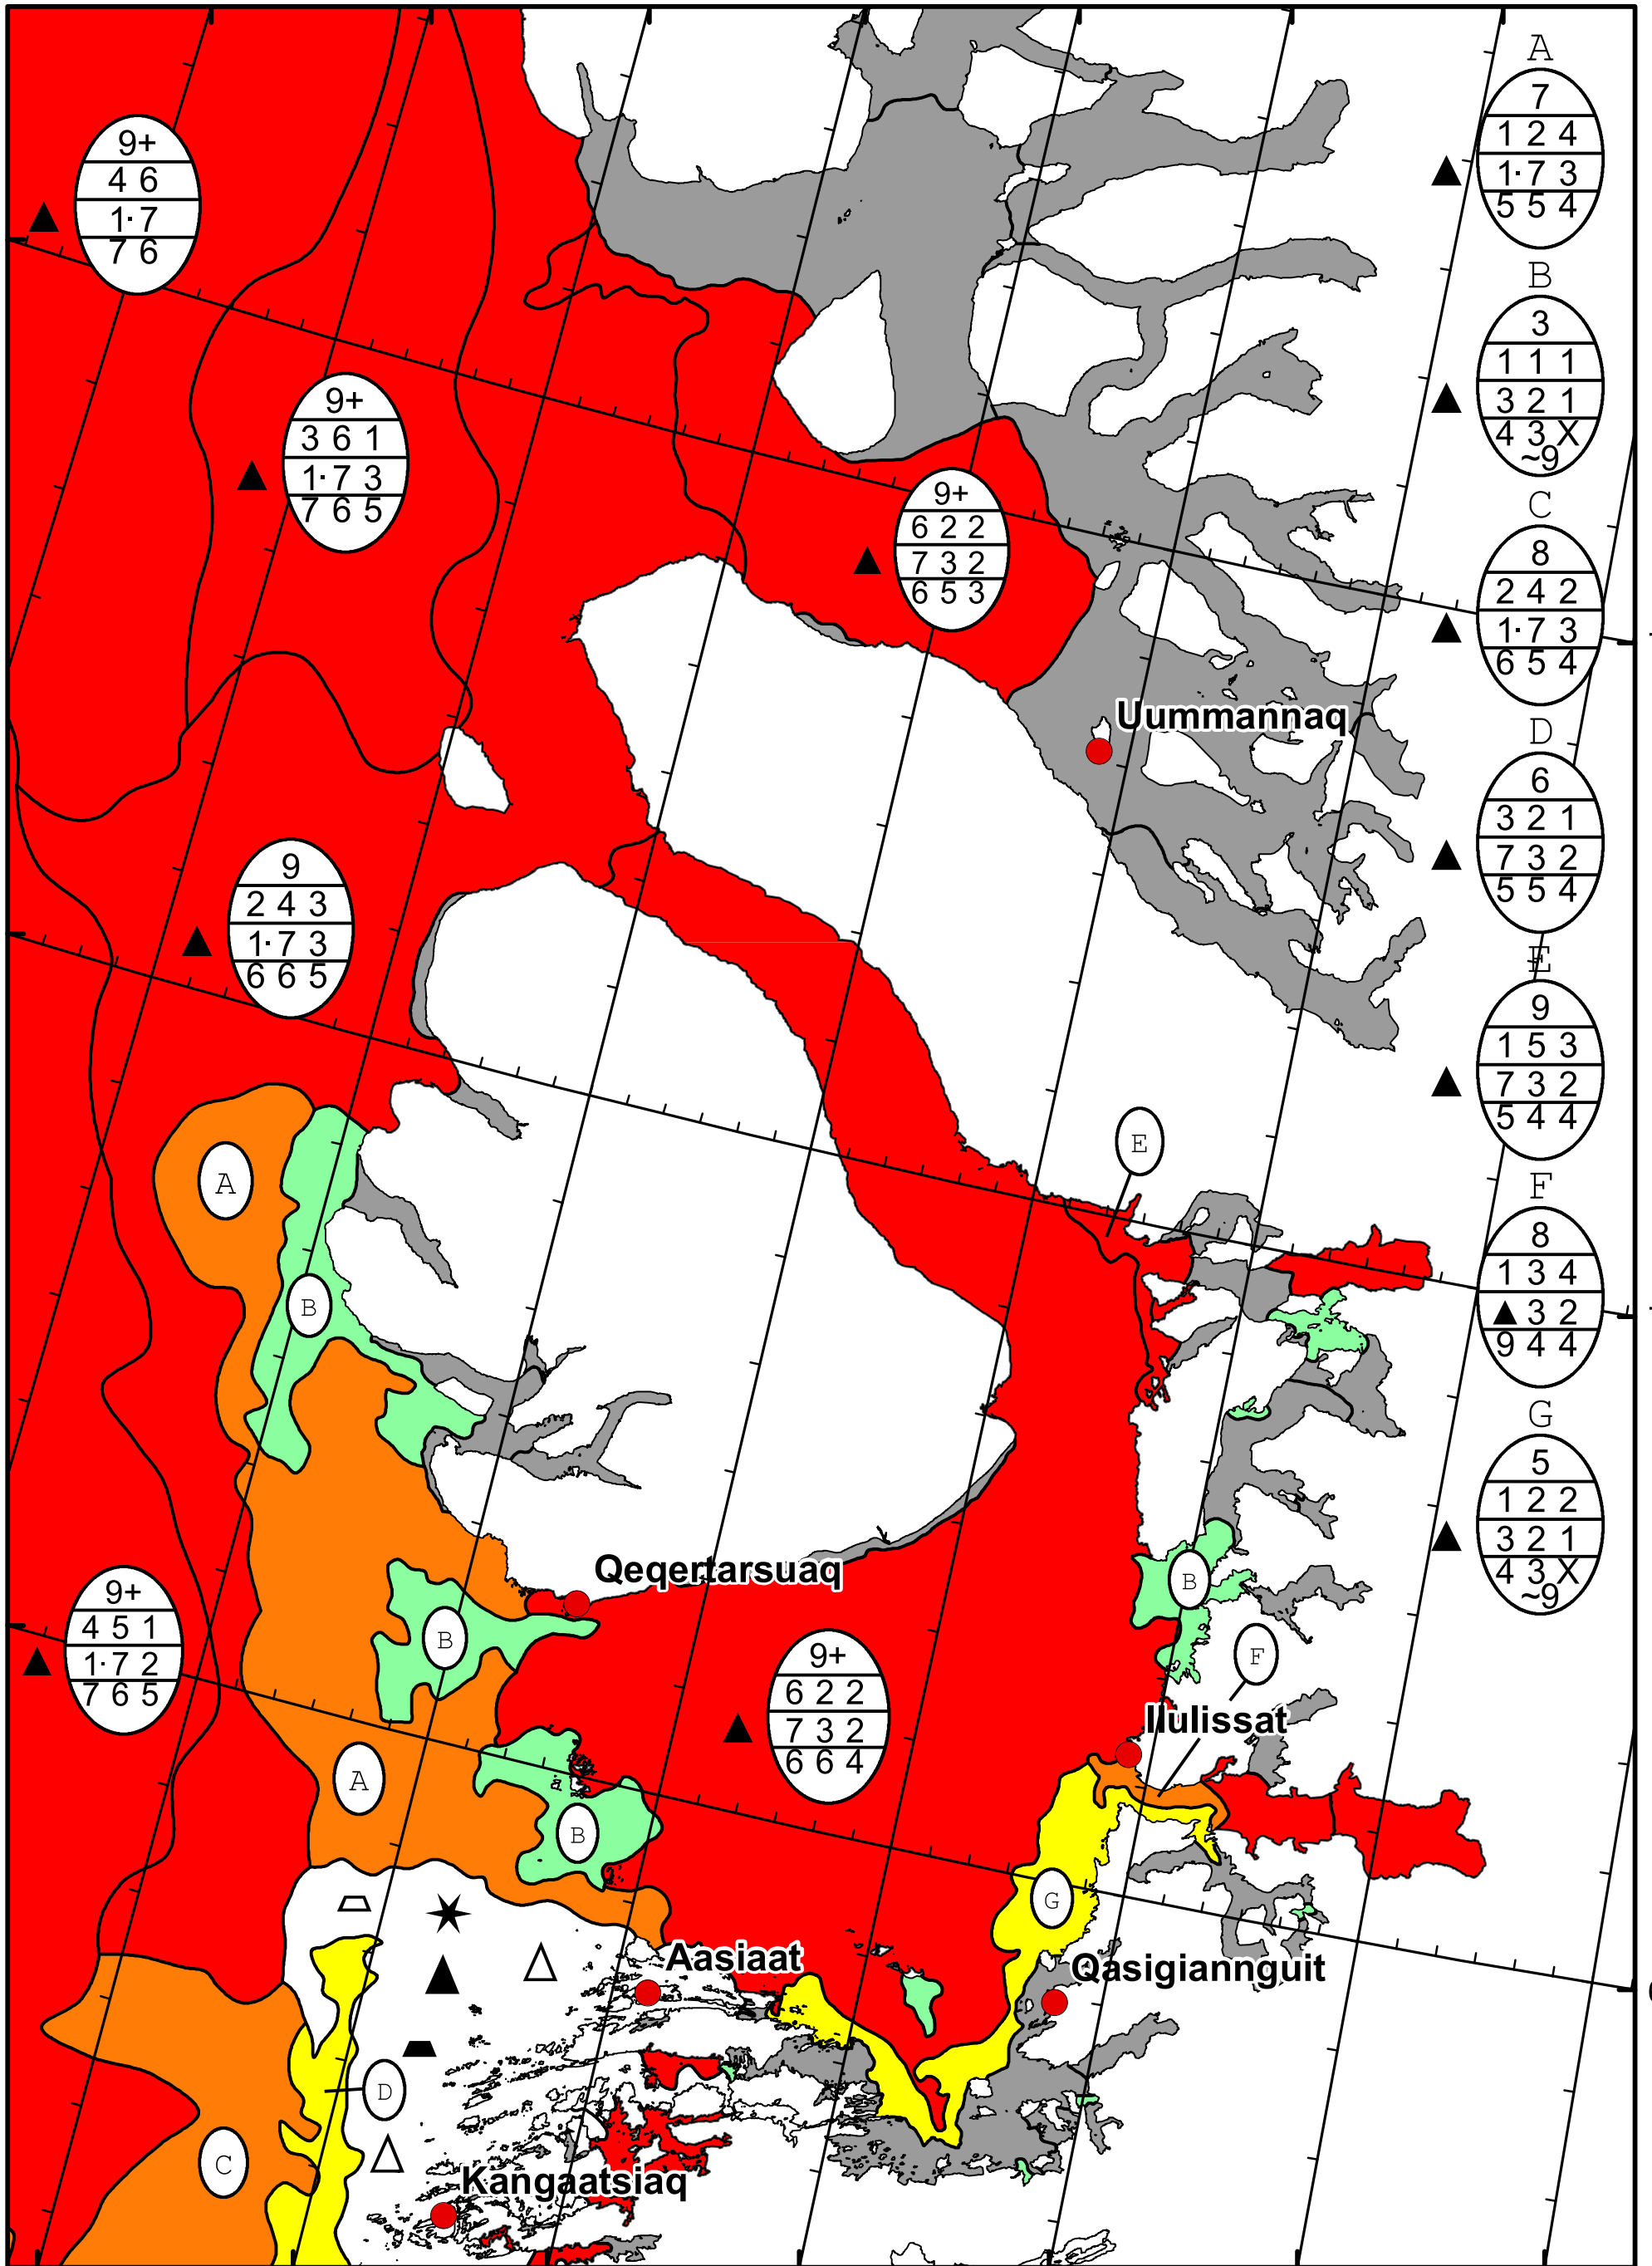 A
7
1 2 4
1· 7 3
5 5 4
9+
4 6
1· 7
7 6
B
3
1 1 1
3 2 1
4 3 X
~9
9+
3 6 1
1· 7 3
7 6 5
9+
6 2 2
7 3 2
6 5 3
C
8
2 4 2
1· 7 3
6 5 4
Uummannaq
D
6
3 2 1
7 3 2
5 5 4
9
2 4 3
1· 7 3
6 6 5
E
9
1 5 3
7 3 2
5 4 4
E
A
F
8
1 3 4
▲ 3 2
9 4 4
B
G
5
1 2 2
3 2 1
4 3 X
~9
Qeqertarsuaq
B
9+
4 5 1
1· 7 2
7 6 5
B
F
9+
6 2 2
7 3 2
6 6 4
Ilulissat
A
B
G
Aasiaat
Qasigiannguit
D
C
Kangaatsiaq